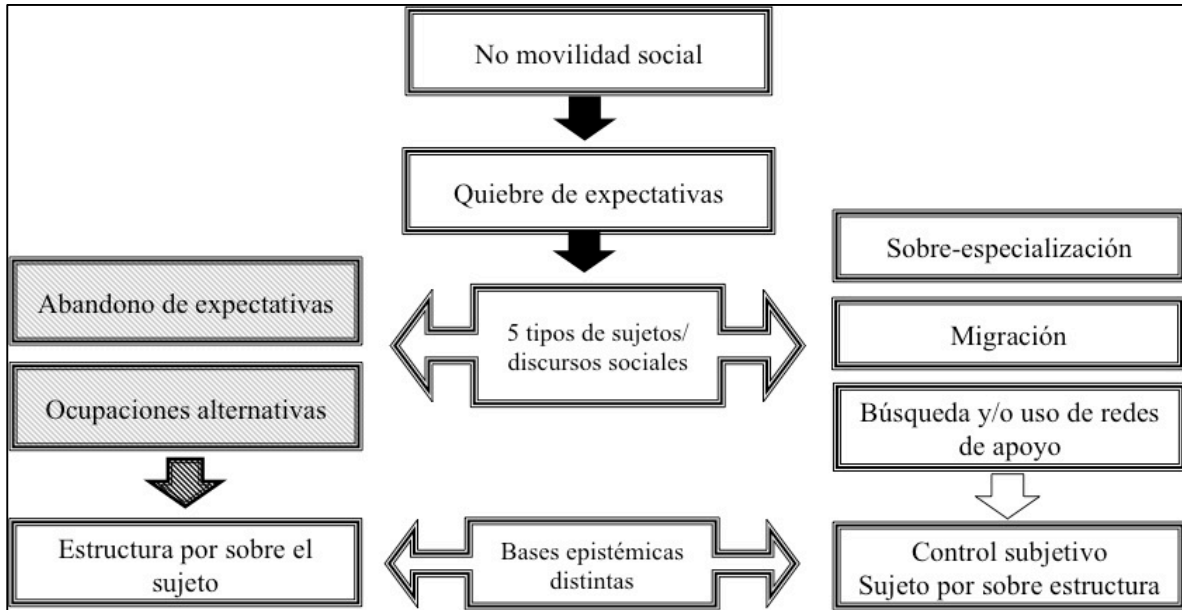 No movilidad social
Quiebre de expectativas
Abandono de expectativas
Ocupaciones alternativas
5 tipos de sujetos/
discursos sociales
Sobre-especialización
Migración
Búsqueda y/o uso de redes
de apoyo
Estructura por sobre el
sujeto
Bases epistémicas
distintas
Control subjetivo
Sujeto por sobre estructura